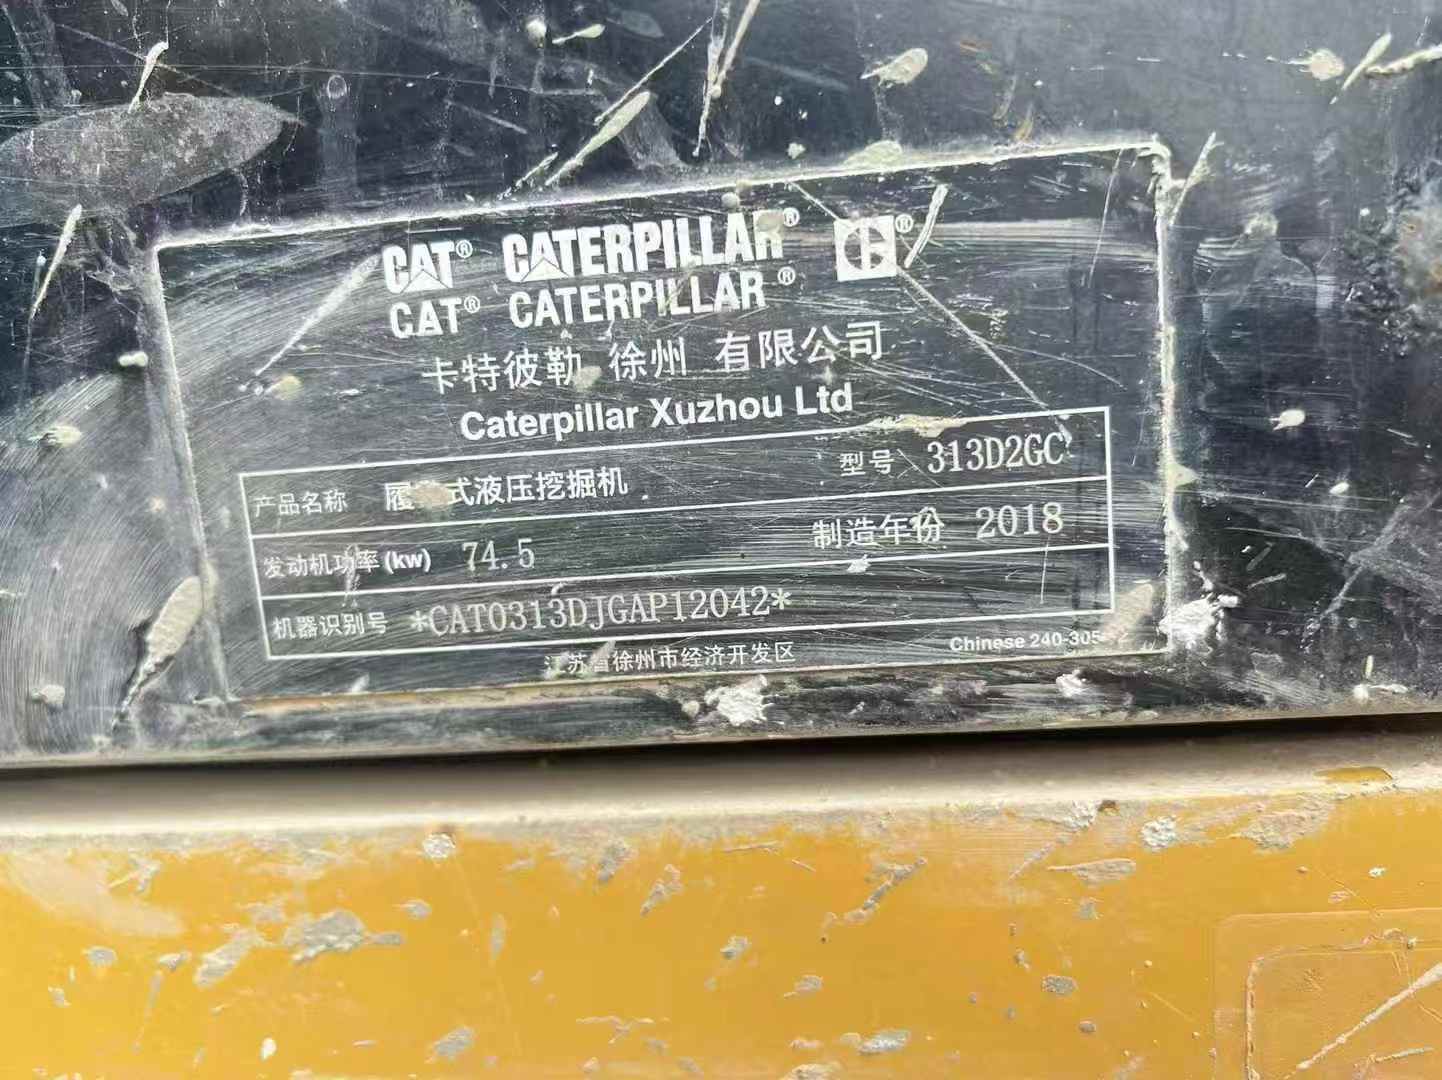 CAT® CATERPILLAR® ®
CAT® CATERPILLAR®
卡特彼勒 徐州 有限公司
Caterpillar Xuzhou Ltd
产品名称 履 式液压挖掘机 型号 313D2GC
发动机功率(kw) 74.5 制造年份 2018
机器识别号 *CAT0313DJGAP12042*
江苏省徐州市经济开发区 Chinese 240-305